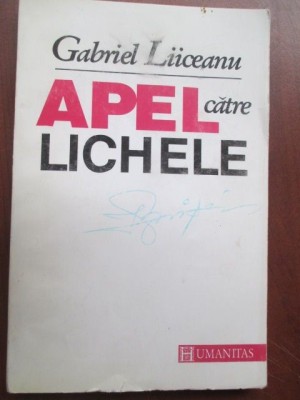 Gabriel Liiceanu
APEL către
LICHELE
HUMANITAS